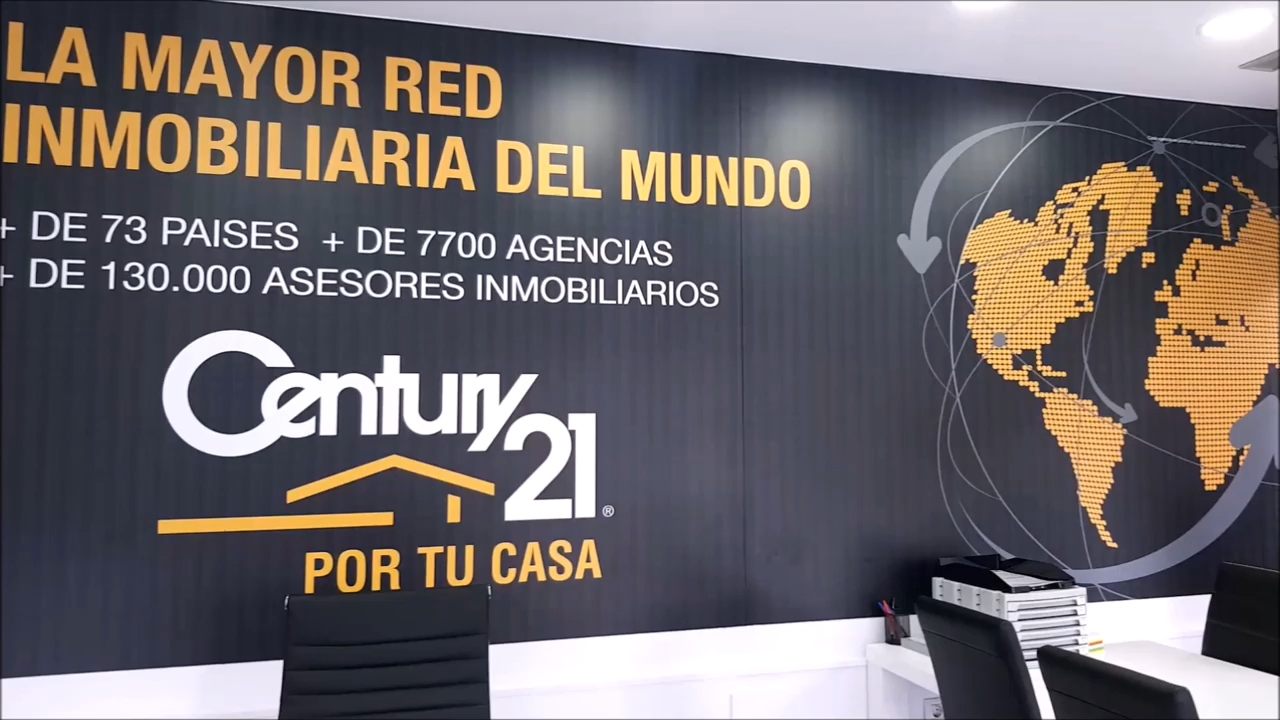 LA MAYOR RED
INMOBILIARIA DEL MUNDO
+ DE 73 PAISES + DE 7700 AGENCIAS
+ DE 130.000 ASESORES INMOBILIARIOS
Century
21®
POR TU CASA